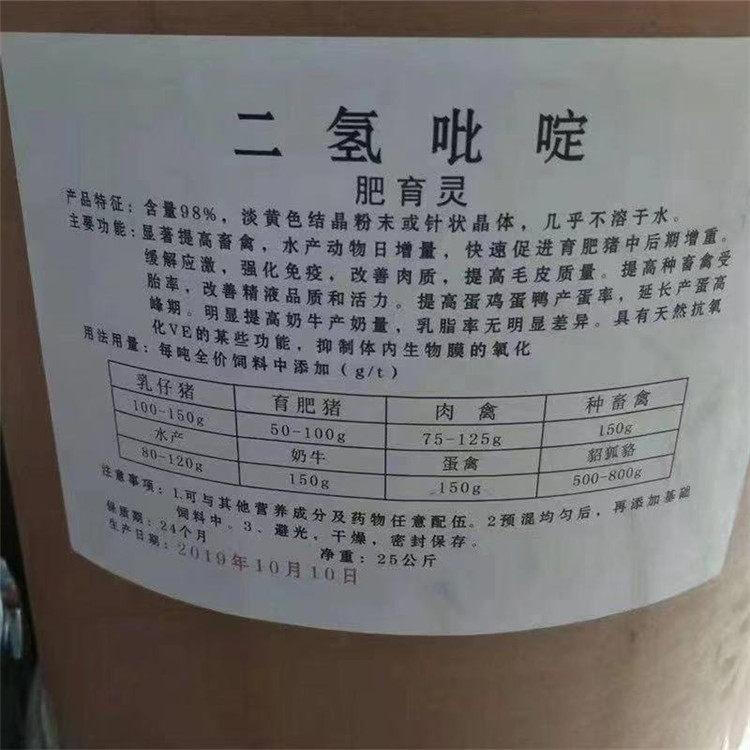 二氢吡啶
肥育灵
产品特征：含量98%，淡黄色结晶粉末或针状晶体，几乎不溶于水。
主要功能：显著提高畜禽，水产动物日增量，快速促进育肥猪中后期增重。
缓解应激，强化免疫，改善肉质，提高毛皮质量。提高种畜禽受
胎率，改善精液品质和活力。提高蛋鸡蛋鸭产蛋率，延长产蛋高
峰期。明显提高奶牛产奶量，乳脂率无明显差异。具有天然抗氧
化VE的某些功能，抑制体内生物膜的氧化
用法用量：每吨全价饲料中添加（g/t）
乳仔猪 育肥猪 肉禽 种畜禽
100-150g 50-100g 75-125g 150g
水产 奶牛 蛋禽 貂狐貉
80-120g 150g 150g 500-800g
注意事项：1.可与其他营养成分及药物任意配伍。2预混均匀后，再添加基础
饲料中。3、避光，干燥，密封保存。
保质期：24个月 净重：25公斤
生产日期：2019年10月10日